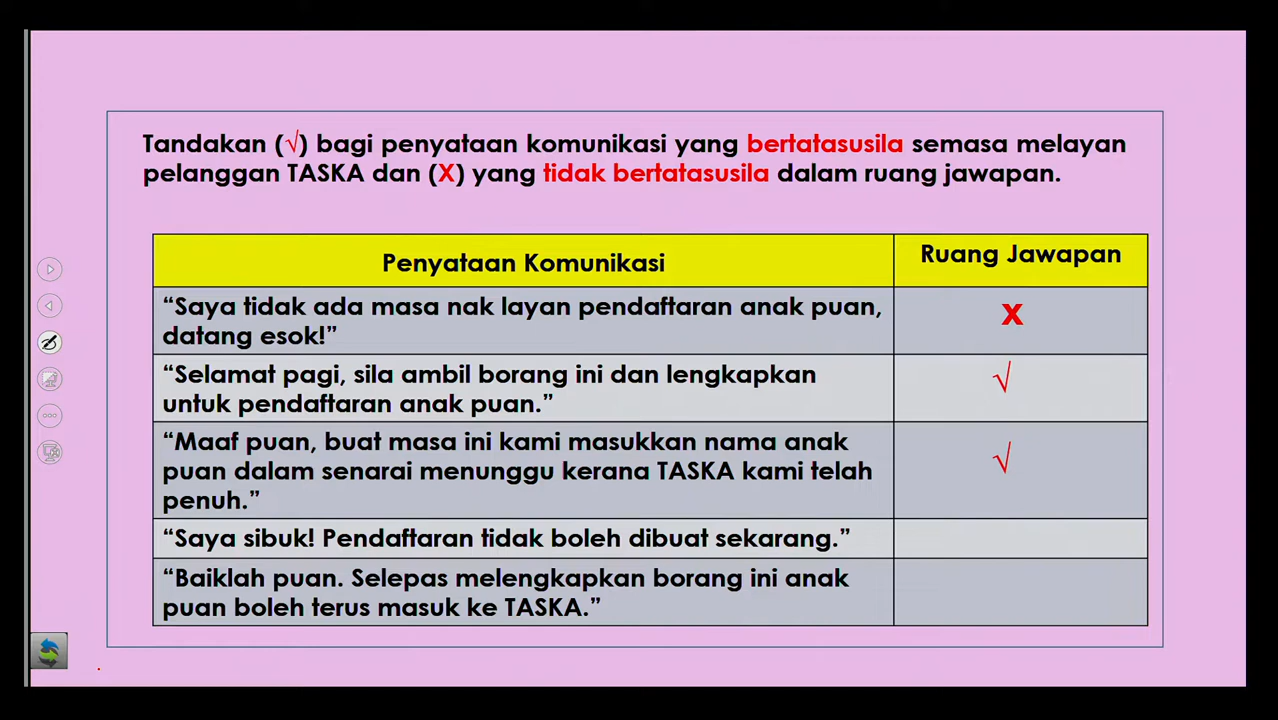 Tandakan (√) bagi penyataan komunikasi yang bertatasusila semasa melayan
pelanggan TASKA dan (X) yang tidak bertatasusila dalam ruang jawapan.
Penyataan Komunikasi
Ruang Jawapan
“Saya tidak ada masa nak layan pendaftaran anak puan,
datang esok!”
X
“Selamat pagi, sila ambil borang ini dan lengkapkan
untuk pendaftaran anak puan.”
√
“Maaf puan, buat masa ini kami masukkan nama anak
puan dalam senarai menunggu kerana TASKA kami telah
penuh.”
√
“Saya sibuk! Pendaftaran tidak boleh dibuat sekarang.”
“Baiklah puan. Selepas melengkapkan borang ini anak
puan boleh terus masuk ke TASKA.”